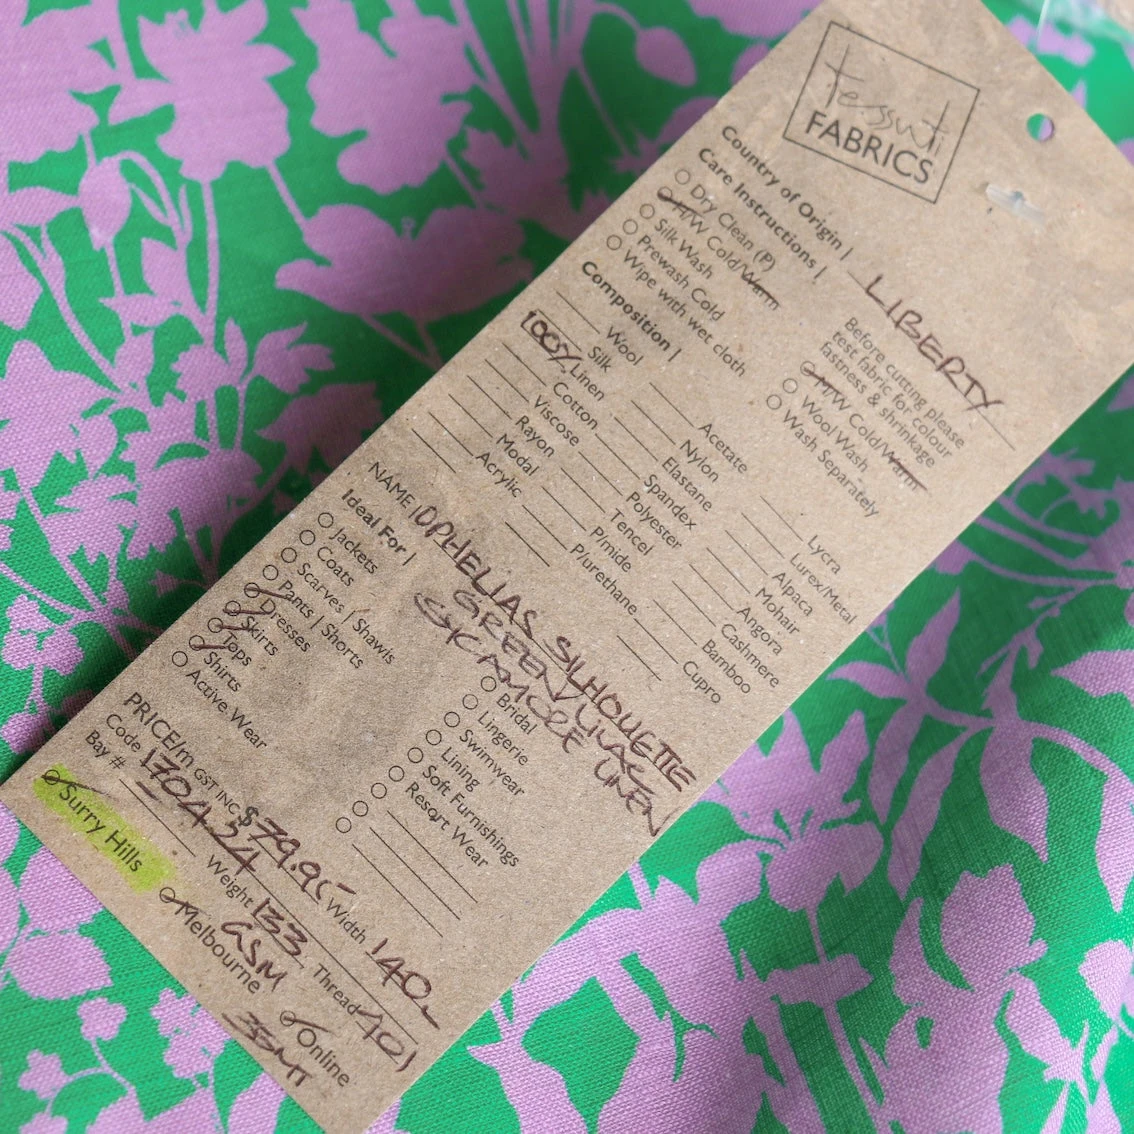 tessuti
FABRICS
Country of Origin | LIBERTY
Care Instructions |
Before cutting please
test fabric for colour
fastness & shrinkage
Dry Clean (P)
H/W Cold/Warm
Silk Wash
Prewash Cold
Wipe with wet cloth
M/W Cold/Warm
Wool Wash
Wash Separately
Composition |
Wool
Silk
100% Linen
Cotton
Viscose
Rayon
Modal
Acrylic
Acetate
Nylon
Elastane
Spandex
Polyester
Tencel
P/mide
P/urethane
Lycra
Lurex/Metal
Alpaca
Mohair
Angora
Cashmere
Bamboo
Cupro
NAME | OPHELIAS SILHOUETTE
GREEN/LILAC
SYCAMORE LINEN
Ideal For |
Jackets
Coats
Scarves | Shawls
Pants | Shorts
Dresses
Skirts
Tops
Shirts
Active Wear
Bridal
Lingerie
Swimwear
Lining
Soft Furnishings
Resort Wear
PRICE/m GST INC $ 79.95
Width 140
Code 170424
Weight 133
GSM
Thread 401
Bay #
Surry Hills
Melbourne
Online